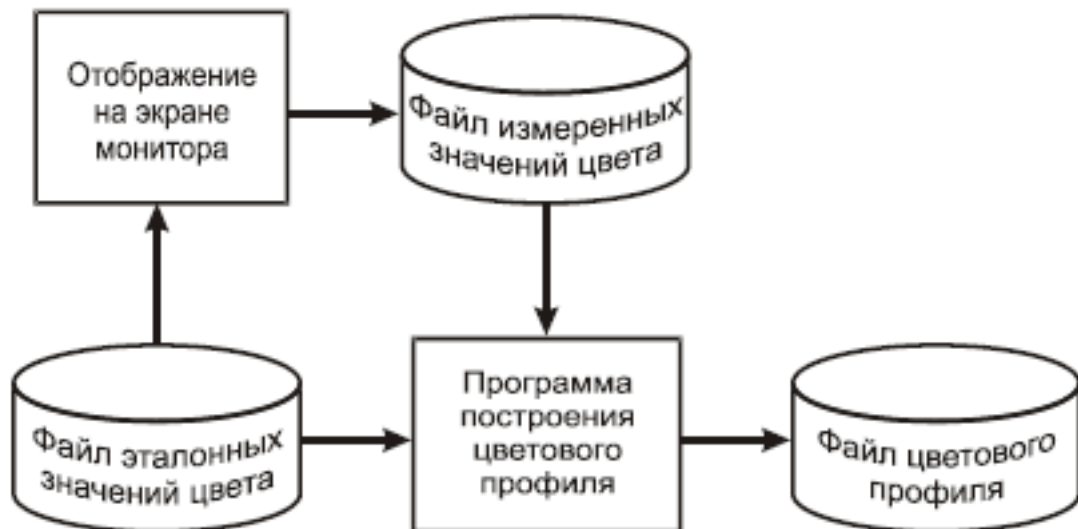 Отображение
на экране
монитора
Файл измеренных
значений цвета
Файл эталонных
значений цвета
Программа
построения
цветового
профиля
Файл цветового
профиля